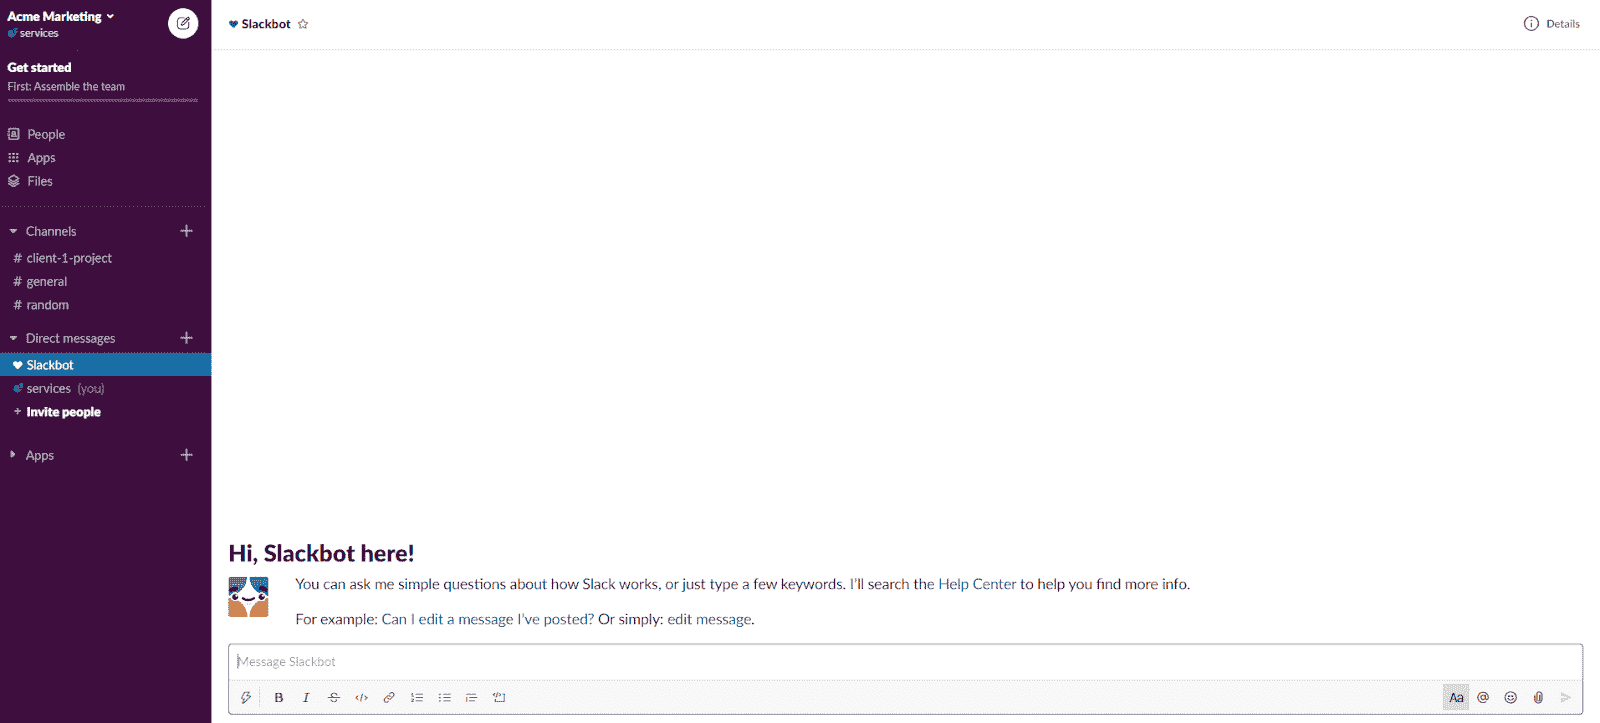 Acme Marketing
services
Get started
First: Assemble the team
People
Apps
Files
Channels
# client-1-project
# general
# random
Direct messages
Slackbot
services (you)
+ Invite people
Apps
Slackbot
Details
Hi, Slackbot here!
You can ask me simple questions about how Slack works, or just type a few keywords. I'll search the Help Center to help you find more info.
For example: Can I edit a message I've posted? Or simply: edit message.
Message Slackbot
B I S </>
Aa @